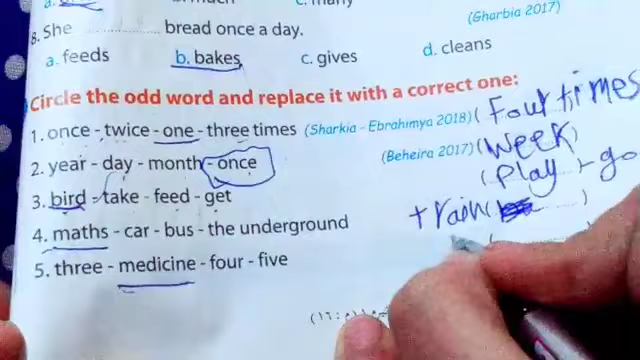 (Gharbia 2017)
8. She .................. bread once a day.
a. feeds b. bakes c. gives d. cleans
Circle the odd word and replace it with a correct one:
1. once - twice - one - three times (Sharkia - Ebrahimya 2018) (Four times
2. year - day - month - once (Beheira 2017) (Week)
3. bird - take - feed - get (Play - go
4. maths - car - bus - the underground train (.........)
5. three - medicine - four - five (